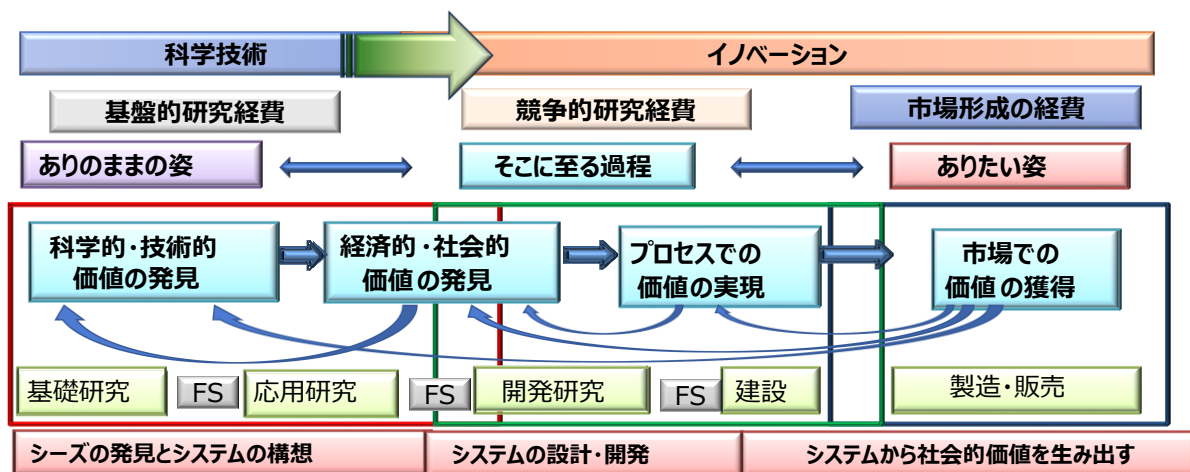 科学技術
イノベーション
基盤的研究経費
競争的研究経費
市場形成の経費
ありのままの姿
そこに至る過程
ありたい姿
科学的・技術的
価値の発見
経済的・社会的
価値の発見
プロセスでの
価値の実現
市場での
価値の獲得
基礎研究
FS
応用研究
FS
開発研究
FS
建設
製造・販売
シーズの発見とシステムの構想
システムの設計・開発
システムから社会的価値を生み出す